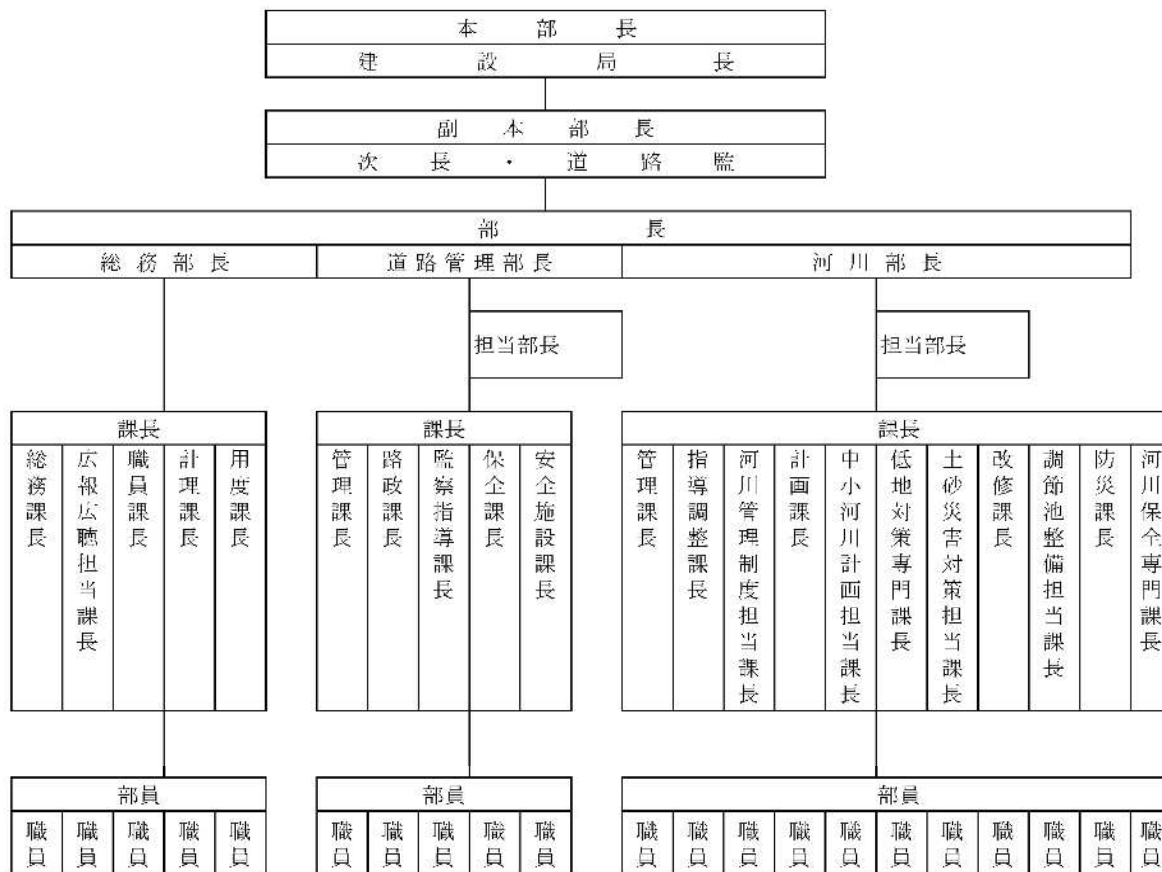 本部長
建設局長
副本部長
次長・道路監
部長
総務部長
道路管理部長
河川部長
担当部長
担当部長
課長
総務課長
広報広聴担当課長
職員課長
計理課長
用度課長
課長
管理課長
路政課長
監察指導課長
保全課長
安全施設課長
課長
管理課長
指導調整課長
河川管理制度担当課長
計画課長
中小河川計画担当課長
低地対策専門課長
土砂災害対策担当課長
改修課長
調節池整備担当課長
防災課長
河川保全専門課長
部員
職員
職員
職員
職員
職員
部員
職員
職員
職員
職員
職員
部員
職員
職員
職員
職員
職員
職員
職員
職員
職員
職員
職員